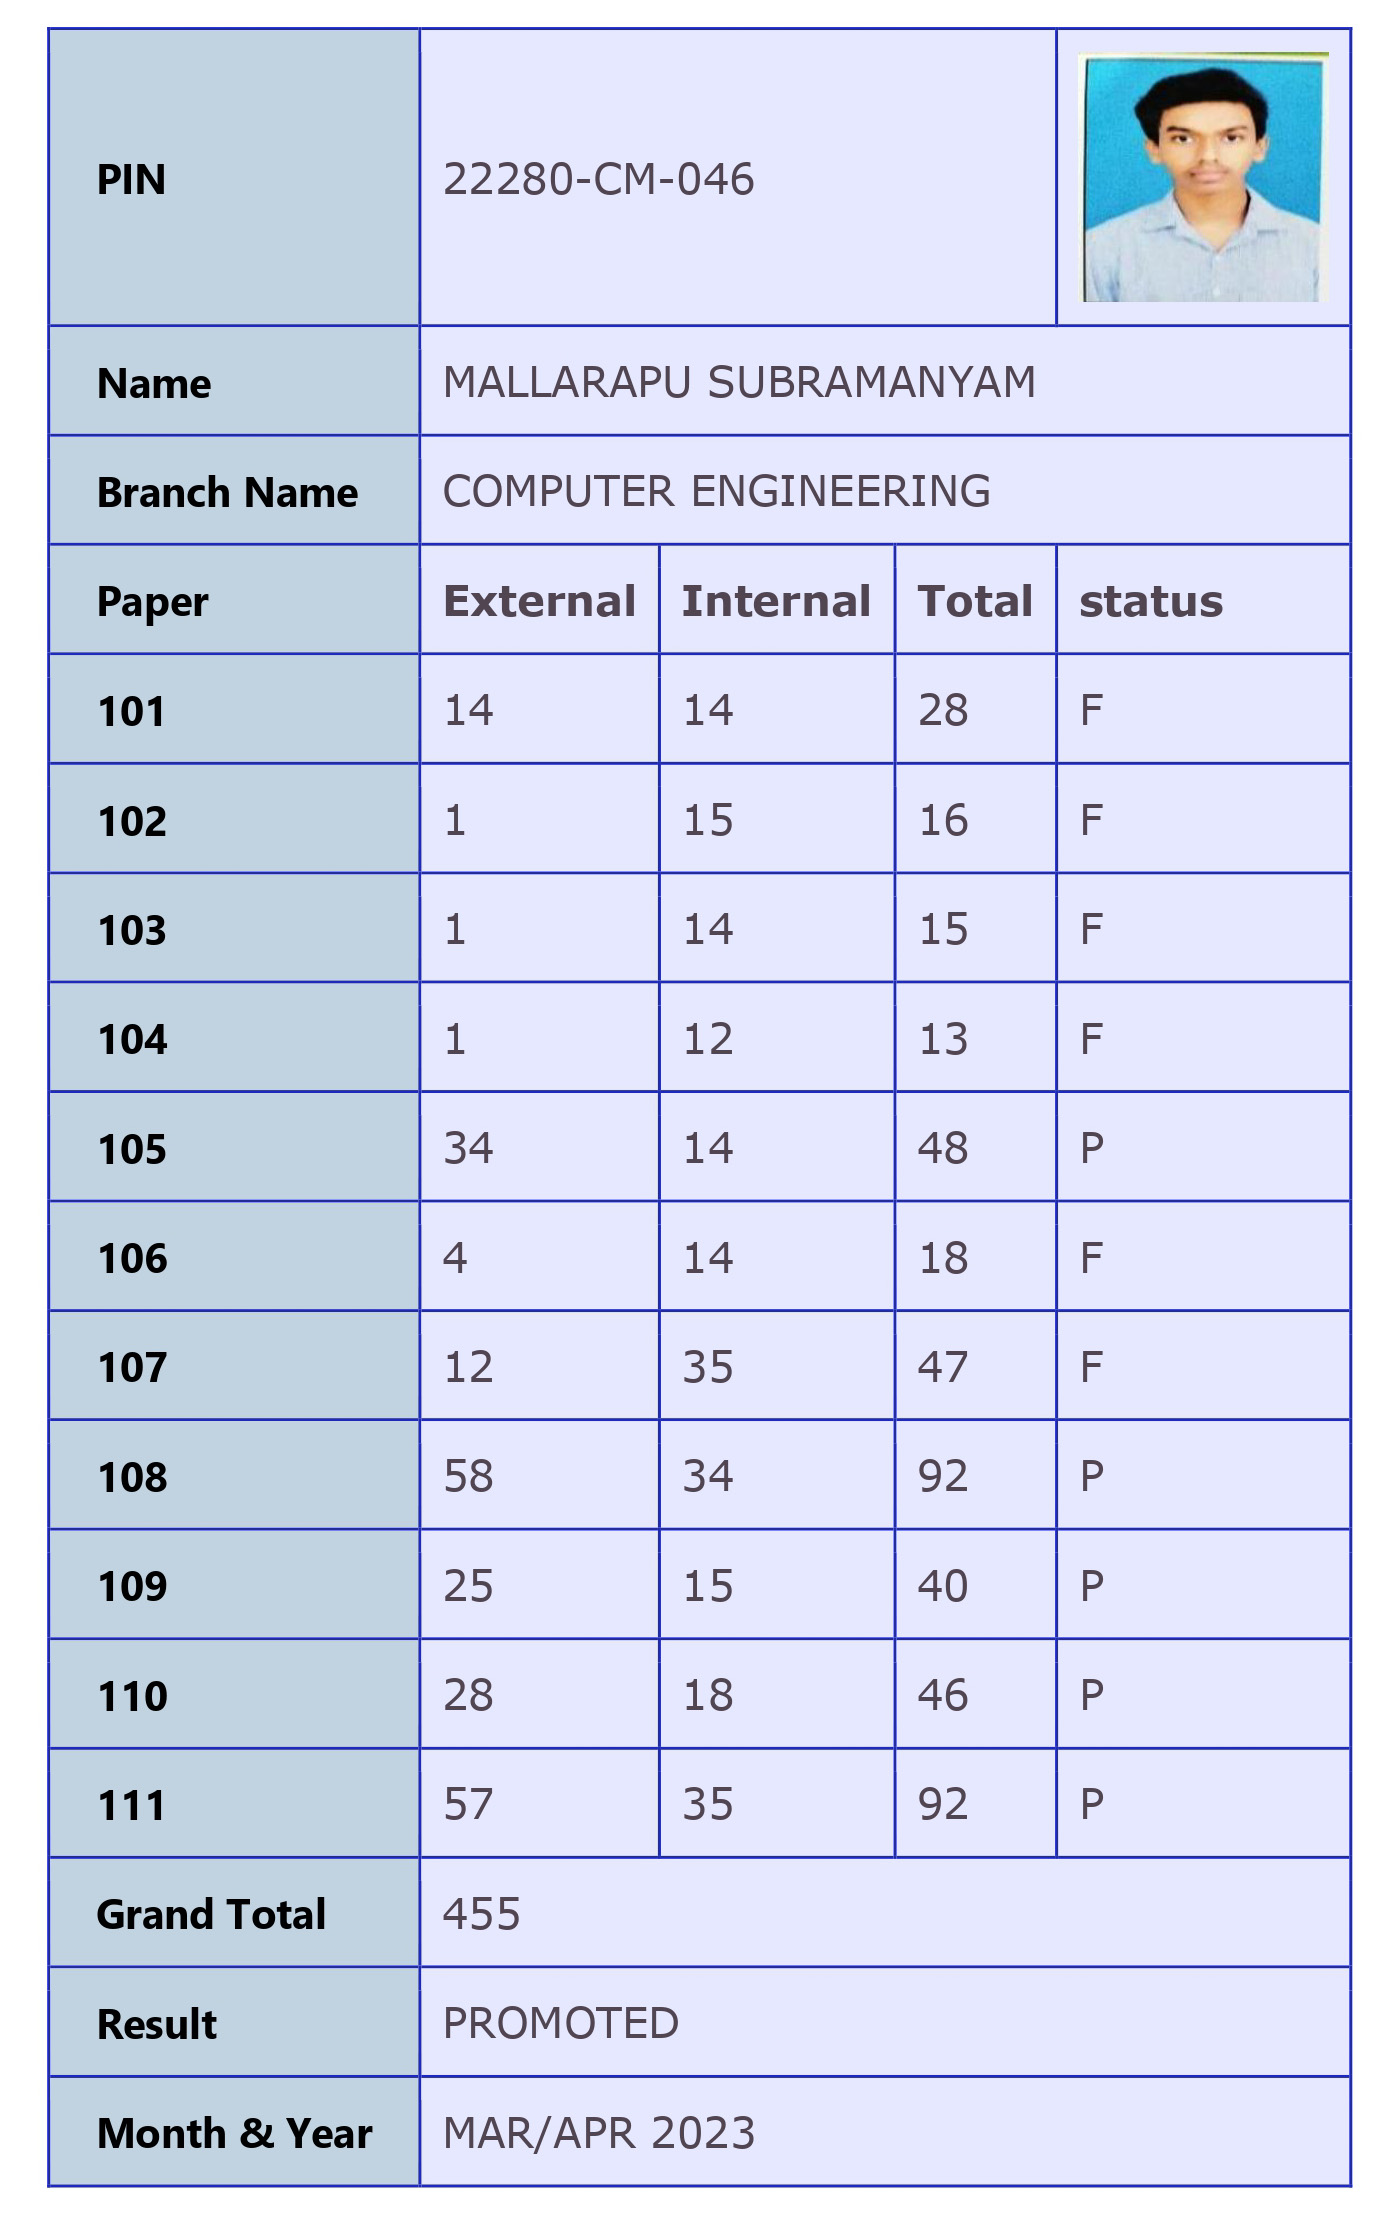 PIN 22280-CM-046
Name MALLARAPU SUBRAMANYAM
Branch Name COMPUTER ENGINEERING
Paper External Internal Total status
101 14 14 28 F
102 1 15 16 F
103 1 14 15 F
104 1 12 13 F
105 34 14 48 P
106 4 14 18 F
107 12 35 47 F
108 58 34 92 P
109 25 15 40 P
110 28 18 46 P
111 57 35 92 P
Grand Total 455
Result PROMOTED
Month & Year MAR/APR 2023